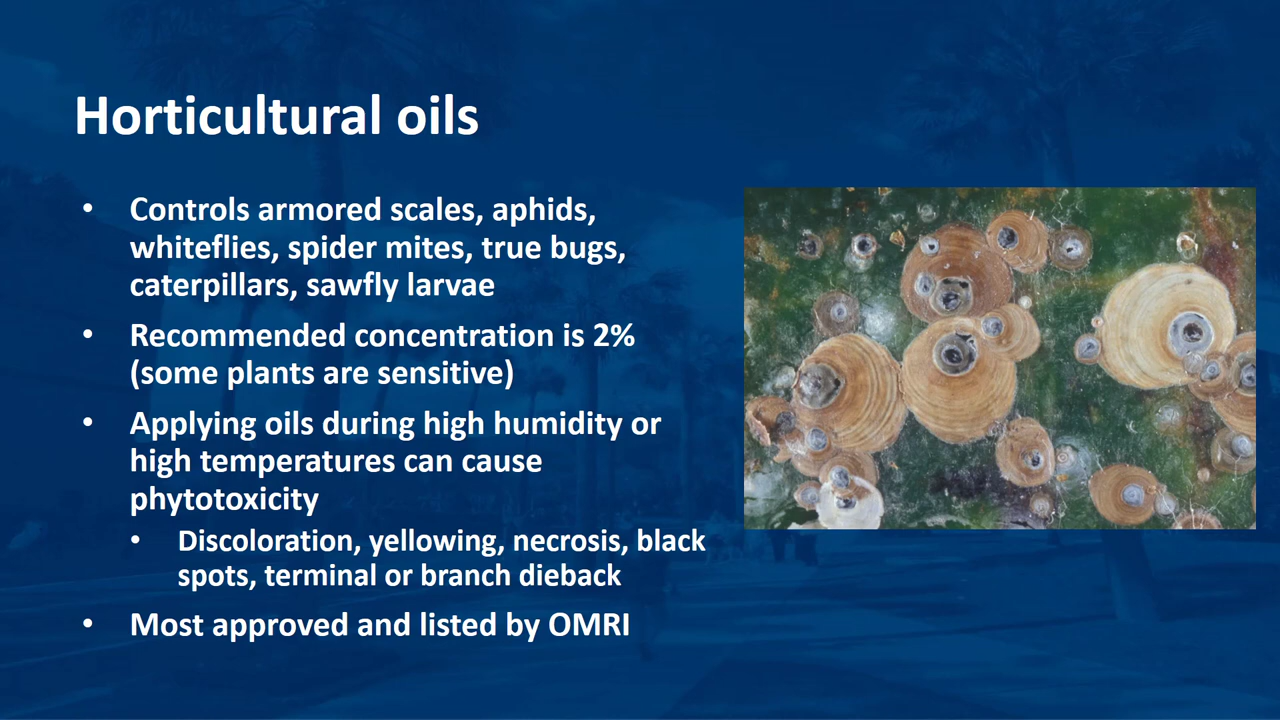 Horticultural oils
• Controls armored scales, aphids,
whiteflies, spider mites, true bugs,
caterpillars, sawfly larvae
• Recommended concentration is 2%
(some plants are sensitive)
• Applying oils during high humidity or
high temperatures can cause
phytotoxicity
• Discoloration, yellowing, necrosis, black
spots, terminal or branch dieback
• Most approved and listed by OMRI